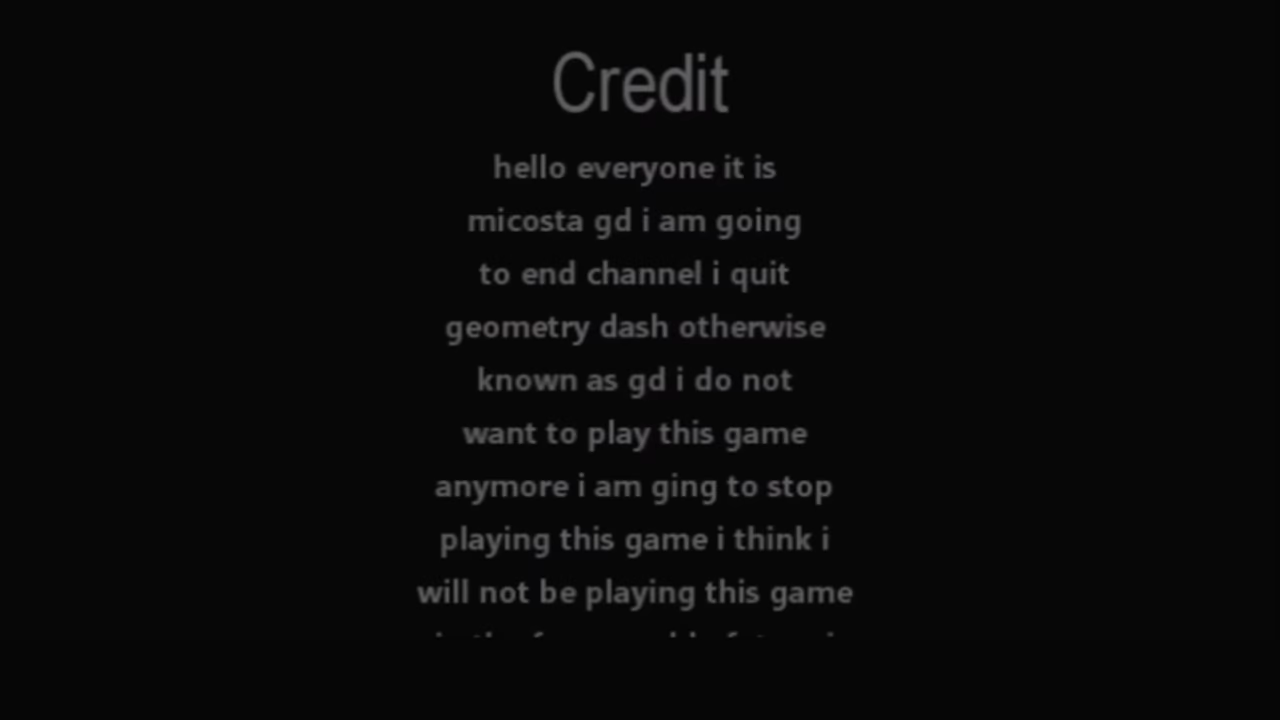 Credit
hello everyone it is
micosta gd i am going
to end channel i quit
geometry dash otherwise
known as gd i do not
want to play this game
anymore i am ging to stop
playing this game i think i
will not be playing this game